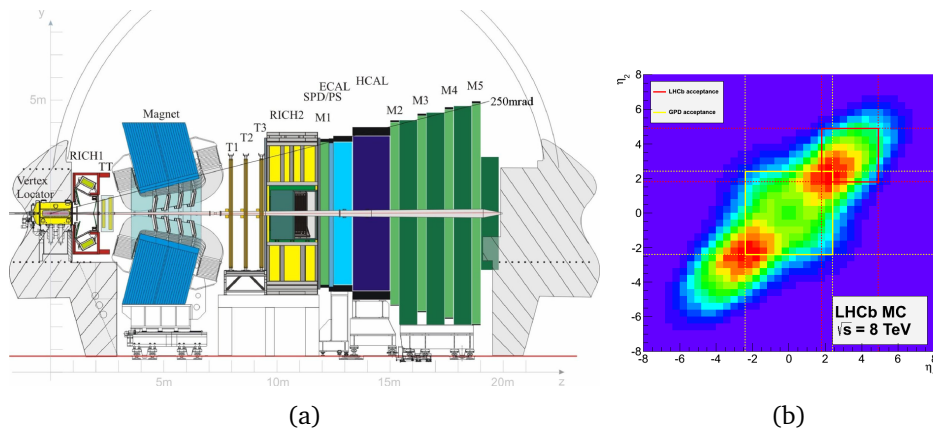 y
5m
Magnet
RICH1
TT
Vertex
Locator
T1
T2
T3
RICH2
SPD/PS
ECAL
HCAL
M1
M2
M3
M4
M5
250mrad
5m
10m
15m
20m
z
(a)
η2
8
6
4
2
0
-2
-4
-6
-8
LHCb acceptance
GPD acceptance
LHCb MC
√s = 8 TeV
-8 -6 -4 -2 0 2 4 6 8
η
(b)